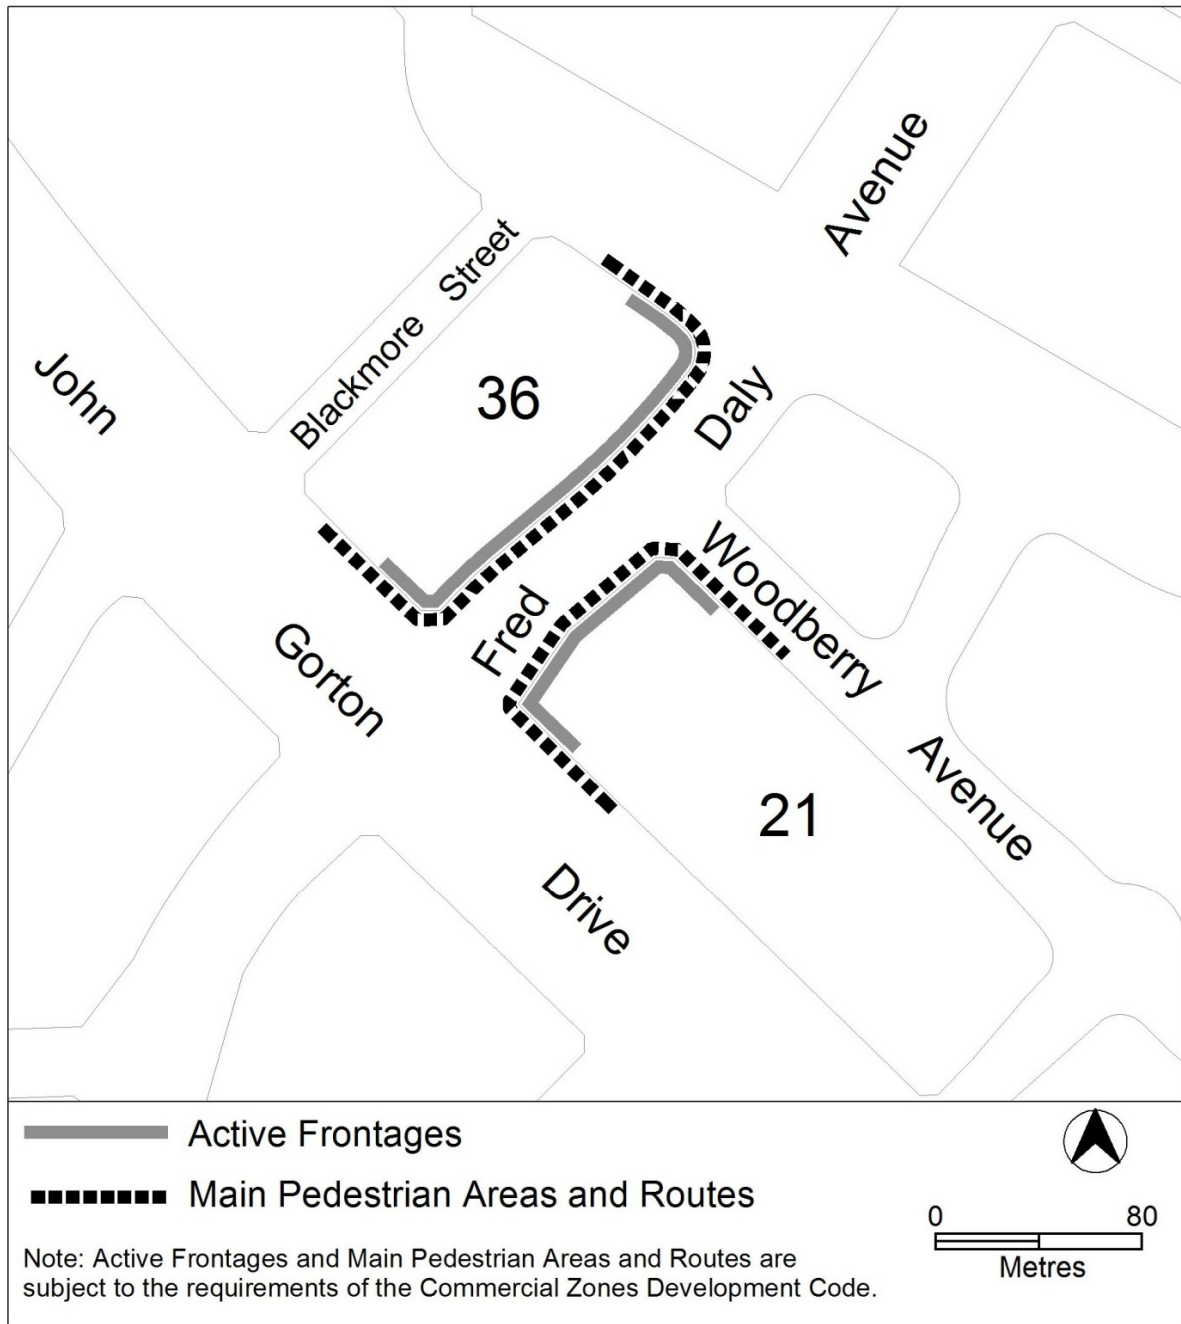 Avenue
Blackmore Street
John
36
Daly
Woodberry
Fred
Gorton
Avenue
21
Drive
Active Frontages
Main Pedestrian Areas and Routes
0 80
Metres
Note: Active Frontages and Main Pedestrian Areas and Routes are
subject to the requirements of the Commercial Zones Development Code.